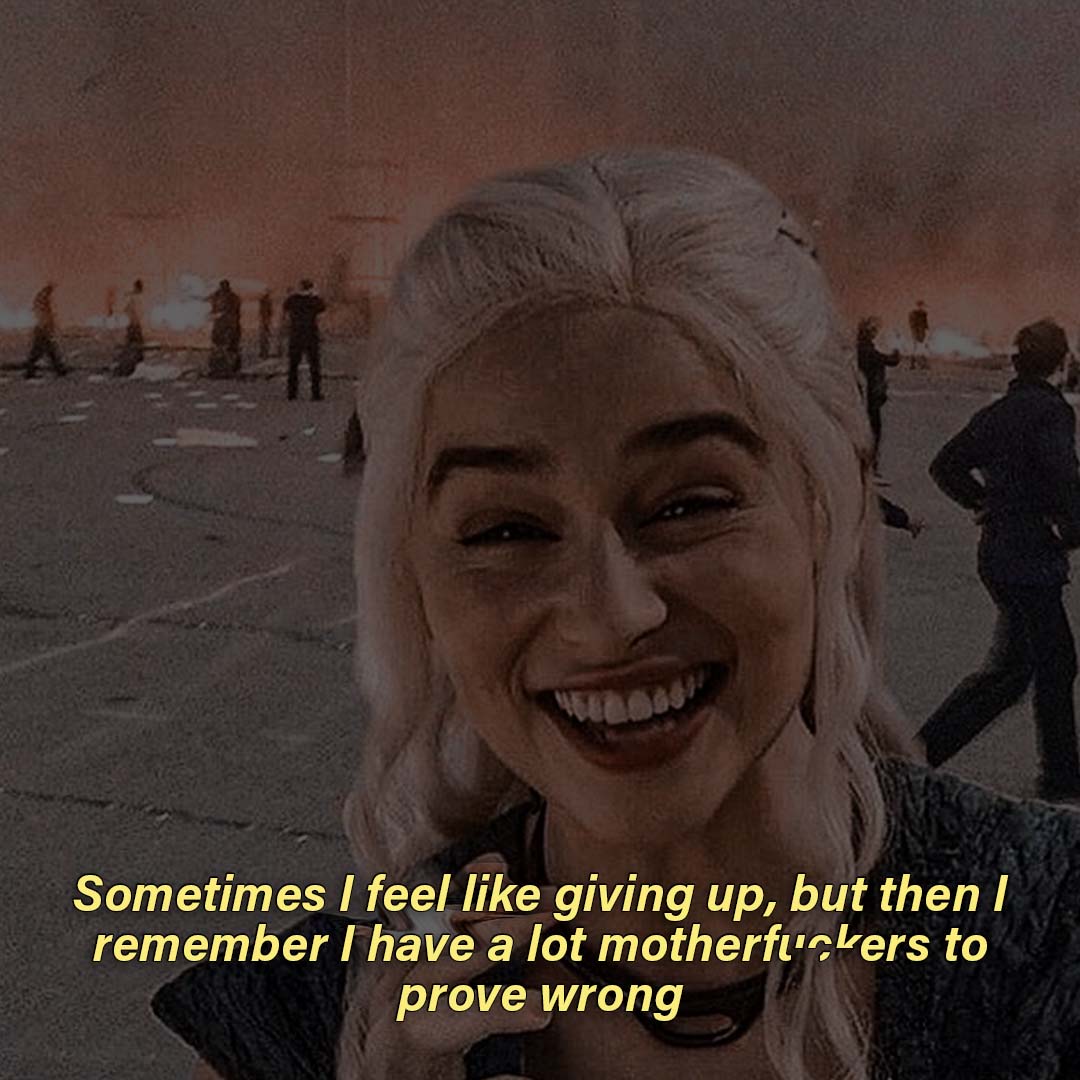 Sometimes I feel like giving up, but then I
remember I have a lot motherfuckers to
prove wrong